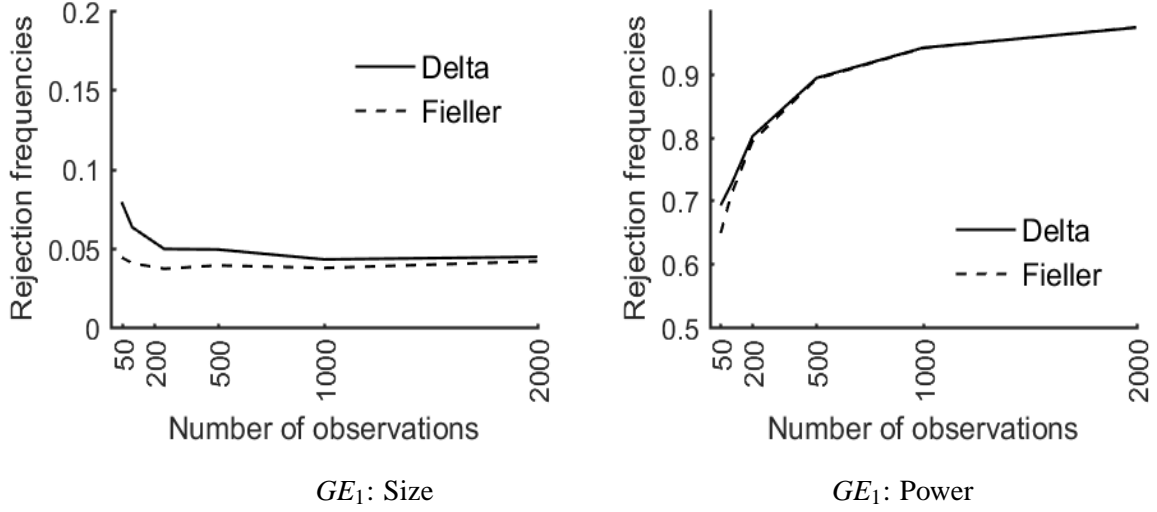 0.2
0.15
0.1
0.05
0
Rejection frequencies
Delta
Fieller
50
200
500
1000
2000
Number of observations
GE1: Size
0.9
0.8
0.7
0.6
0.5
Rejection frequencies
Delta
Fieller
50
200
500
1000
2000
Number of observations
GE1: Power